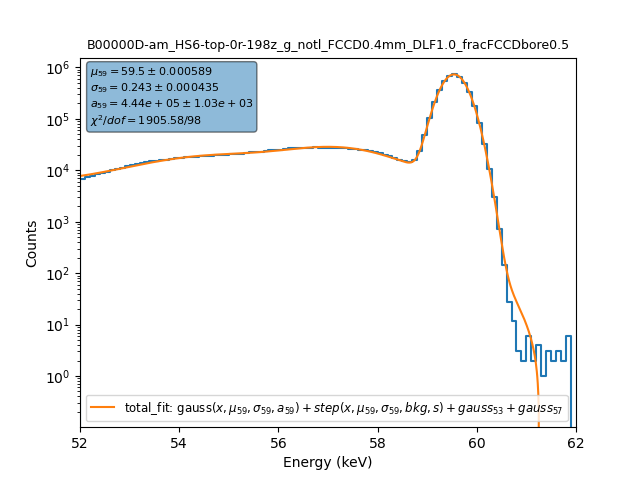 B00000D-am_HS6-top-0r-198z_g_notl_FCCD0.4mm_DLF1.0_fracFCCDbore0.5
μ₅₉ = 59.5 ± 0.000589
σ₅₉ = 0.243 ± 0.000435
a₅₉ = 4.44e + 05 ± 1.03e + 03
χ²/dof = 1905.58/98
10⁶
10⁵
10⁴
10³
10²
10¹
10⁰
Counts
total_fit: gauss(x, μ₅₉, σ₅₉, a₅₉) + step(x, μ₅₉, σ₅₉, bkg, s) + gauss₅₃ + gauss₅₇
52 54 56 58 60 62
Energy (keV)